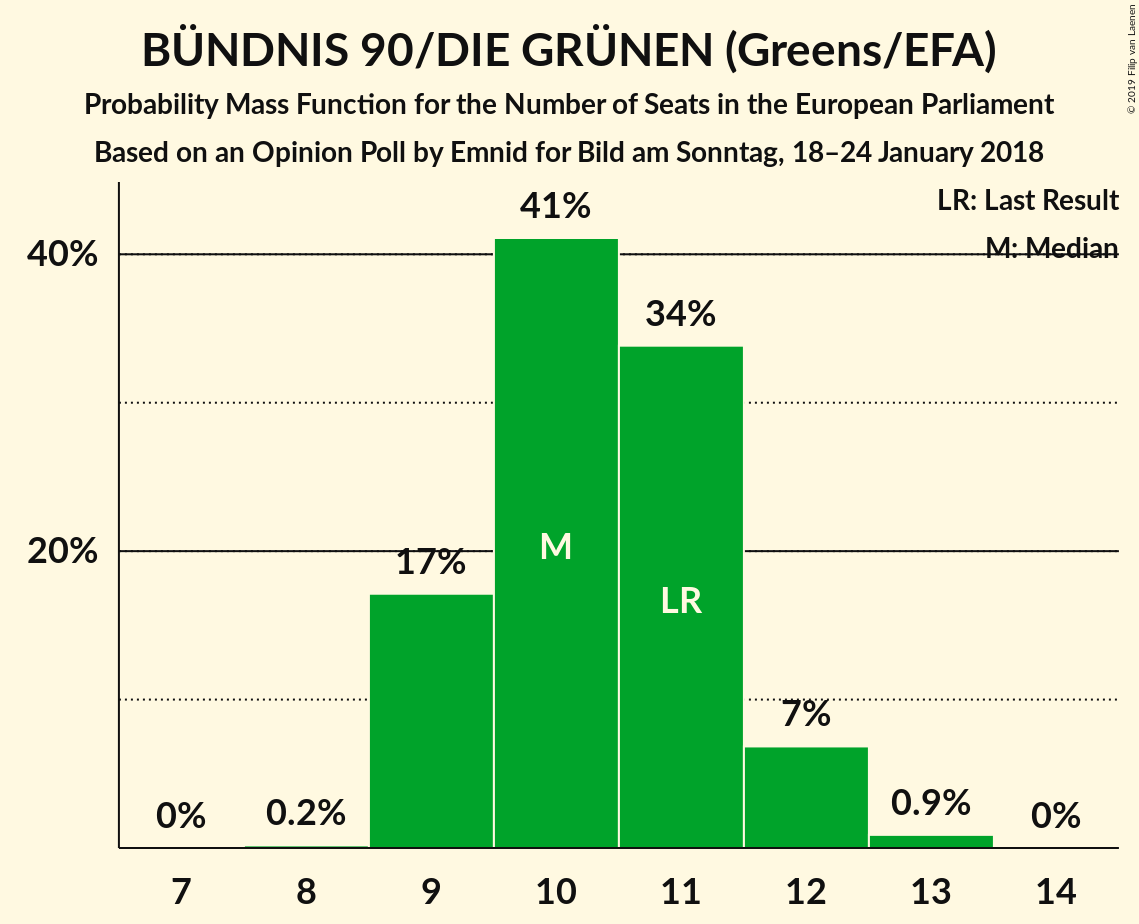 BÜNDNIS 90/DIE GRÜNEN (Greens/EFA)
Probability Mass Function for the Number of Seats in the European Parliament
Based on an Opinion Poll by Emnid for Bild am Sonntag, 18–24 January 2018
© 2019 Filip van Laenen
LR: Last Result
M: Median
40%
20%
0%
0.2%
17%
41%
34%
7%
0.9%
0%
M
LR
7 8 9 10 11 12 13 14